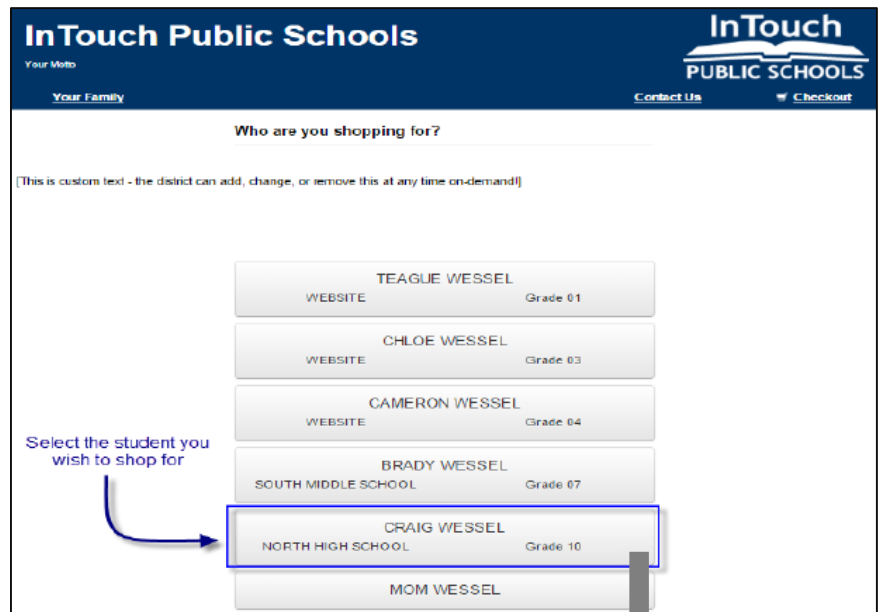 InTouch Public Schools
Your Motto
InTouch
PUBLIC SCHOOLS
Your Family
Contact Us
Checkout
Who are you shopping for?
[This is custom text - the district can add, change, or remove this at any time on-demand!]
TEAGUE WESSEL
WEBSITE Grade 01
CHLOE WESSEL
WEBSITE Grade 03
CAMERON WESSEL
WEBSITE Grade 04
Select the student you
wish to shop for
BRADY WESSEL
SOUTH MIDDLE SCHOOL Grade 07
CRAIG WESSEL
NORTH HIGH SCHOOL Grade 10
MOM WESSEL